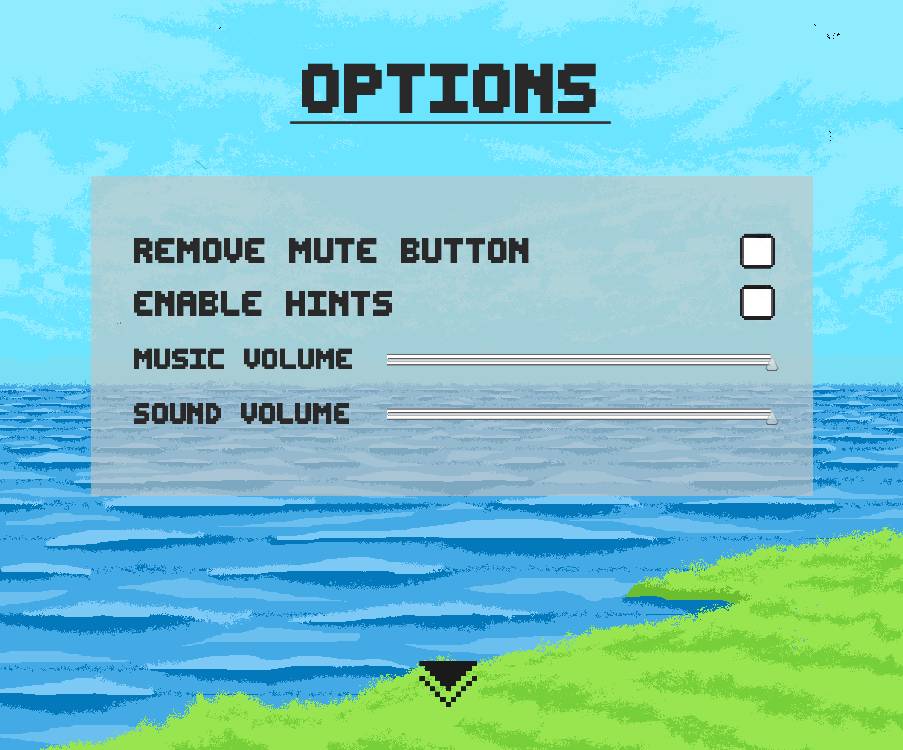 OPTIONS
REMOVE MUTE BUTTON
ENABLE HINTS
MUSIC VOLUME
SOUND VOLUME